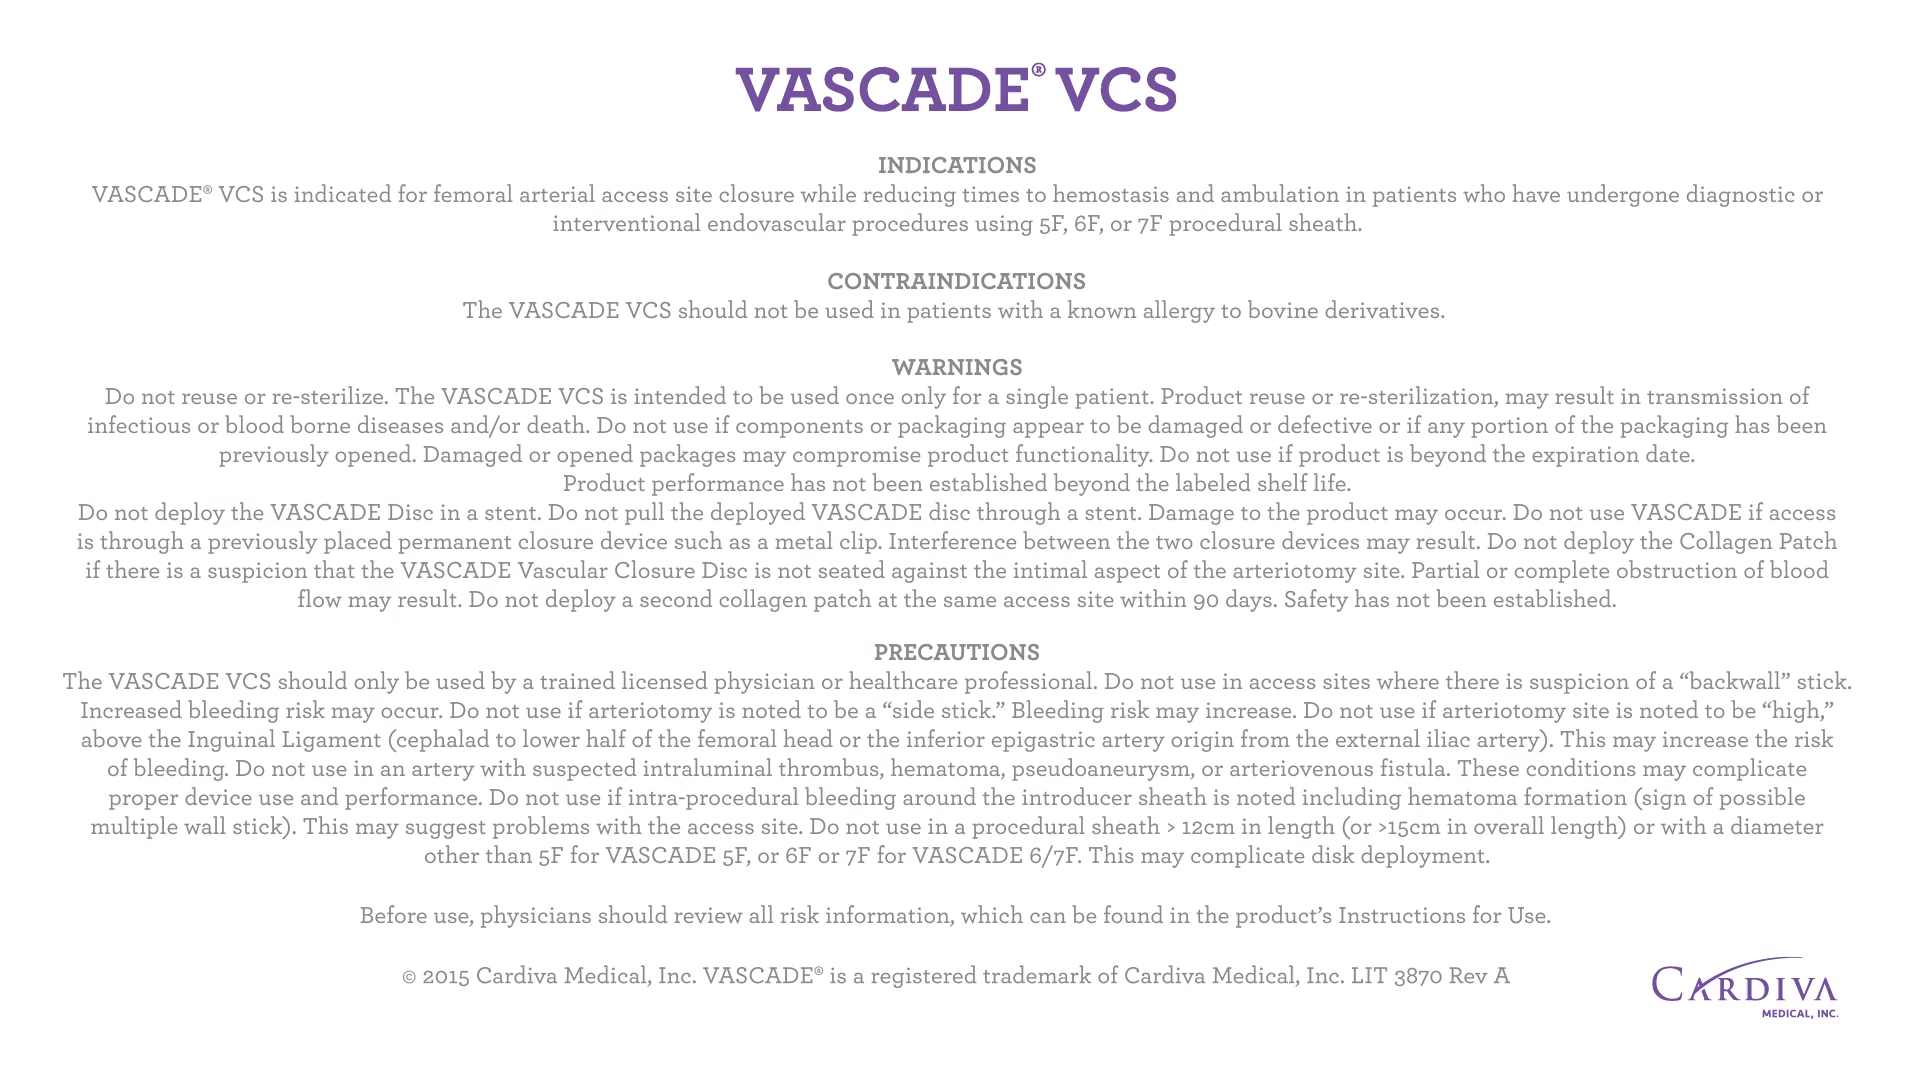 VASCADE® VCS
INDICATIONS
VASCADE® VCS is indicated for femoral arterial access site closure while reducing times to hemostasis and ambulation in patients who have undergone diagnostic or
interventional endovascular procedures using 5F, 6F, or 7F procedural sheath.
CONTRAINDICATIONS
The VASCADE VCS should not be used in patients with a known allergy to bovine derivatives.
WARNINGS
Do not reuse or re-sterilize. The VASCADE VCS is intended to be used once only for a single patient. Product reuse or re-sterilization, may result in transmission of
infectious or blood borne diseases and/or death. Do not use if components or packaging appear to be damaged or defective or if any portion of the packaging has been
previously opened. Damaged or opened packages may compromise product functionality. Do not use if product is beyond the expiration date.
Product performance has not been established beyond the labeled shelf life.
Do not deploy the VASCADE Disc in a stent. Do not pull the deployed VASCADE disc through a stent. Damage to the product may occur. Do not use VASCADE if access
is through a previously placed permanent closure device such as a metal clip. Interference between the two closure devices may result. Do not deploy the Collagen Patch
if there is a suspicion that the VASCADE Vascular Closure Disc is not seated against the intimal aspect of the arteriotomy site. Partial or complete obstruction of blood
flow may result. Do not deploy a second collagen patch at the same access site within 90 days. Safety has not been established.
PRECAUTIONS
The VASCADE VCS should only be used by a trained licensed physician or healthcare professional. Do not use in access sites where there is suspicion of a “backwall” stick.
Increased bleeding risk may occur. Do not use if arteriotomy is noted to be a “side stick.” Bleeding risk may increase. Do not use if arteriotomy site is noted to be “high,”
above the Inguinal Ligament (cephalad to lower half of the femoral head or the inferior epigastric artery origin from the external iliac artery). This may increase the risk
of bleeding. Do not use in an artery with suspected intraluminal thrombus, hematoma, pseudoaneurysm, or arteriovenous fistula. These conditions may complicate
proper device use and performance. Do not use if intra-procedural bleeding around the introducer sheath is noted including hematoma formation (sign of possible
multiple wall stick). This may suggest problems with the access site. Do not use in a procedural sheath > 12cm in length (or >15cm in overall length) or with a diameter
other than 5F for VASCADE 5F, or 6F or 7F for VASCADE 6/7F. This may complicate disk deployment.
Before use, physicians should review all risk information, which can be found in the product’s Instructions for Use.
© 2015 Cardiva Medical, Inc. VASCADE® is a registered trademark of Cardiva Medical, Inc. LIT 3870 Rev A
CARDIVA
MEDICAL, INC.